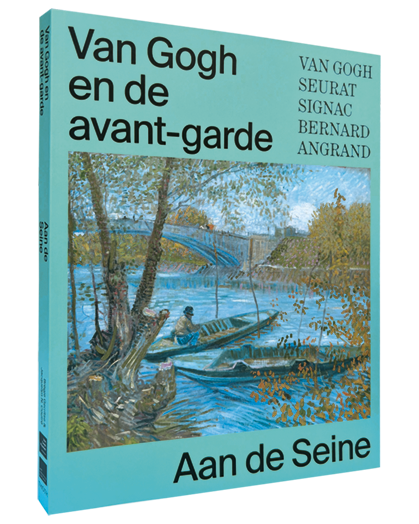 Van Gogh
en de
avant-garde
VAN GOGH
SEURAT
SIGNAC
BERNARD
ANGRAND
Aan de Seine
Van Gogh en
de avant-garde
Aan de
Seine